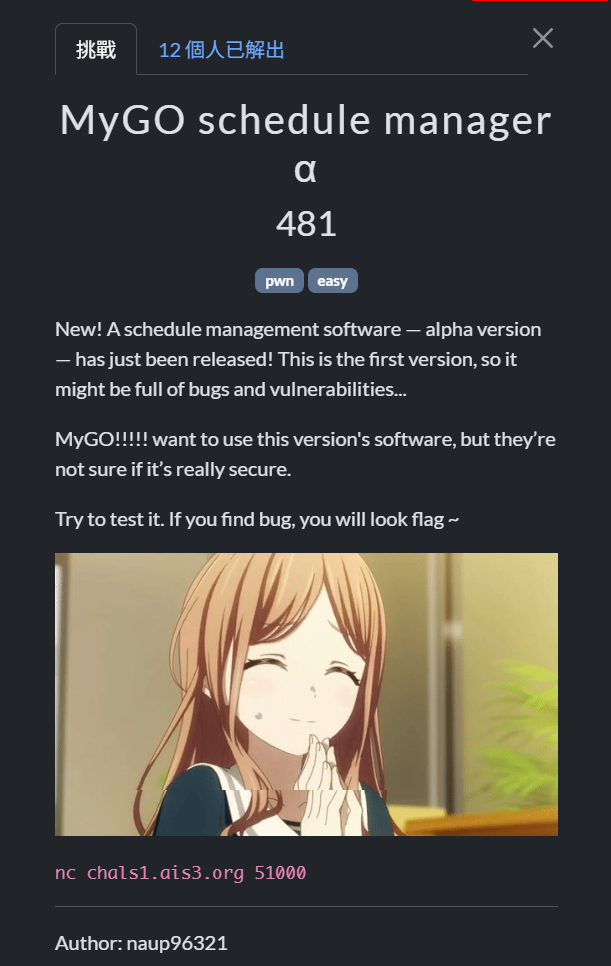 挑戰
12 個人已解出
MyGO schedule manager
α
481
pwn
easy
New! A schedule management software — alpha version
— has just been released! This is the first version, so it
might be full of bugs and vulnerabilities...
MyGO!!!!! want to use this version's software, but they’re
not sure if it’s really secure.
Try to test it. If you find bug, you will look flag ~
nc chals1.ais3.org 51000
Author: naup96321